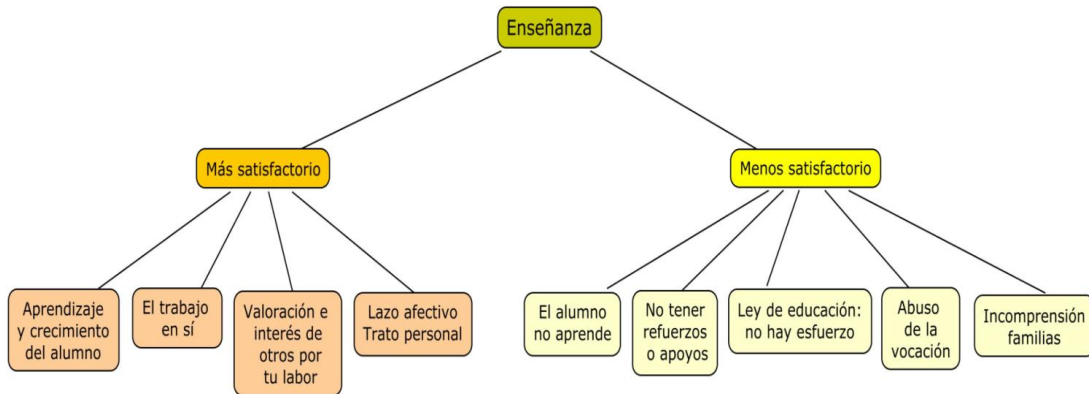 Enseñanza
Más satisfactorio
Menos satisfactorio
Aprendizaje
y crecimiento
del alumno
El trabajo
en sí
Valoración e
interés de
otros por
tu labor
Lazo afectivo
Trato personal
El alumno
no aprende
No tener
refuerzos
o apoyos
Ley de educación:
no hay esfuerzo
Abuso
de la
vocación
Incomprensión
familias